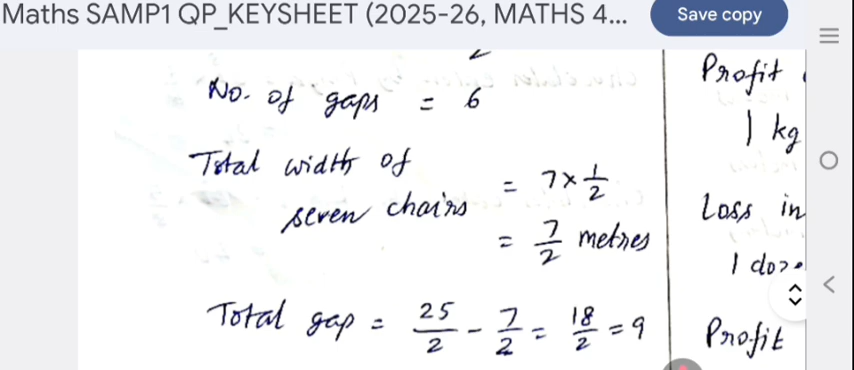 Maths SAMP1 QP_KEYSHEET (2025-26, MATHS 4...
Save copy
No. of gaps = 6
Total width of
seven chairs = 7 × 1/2
= 7/2 metres
Total gap = 25/2 - 7/2 = 18/2 = 9
Profit
1 kg
Loss in
1 doz
Profit